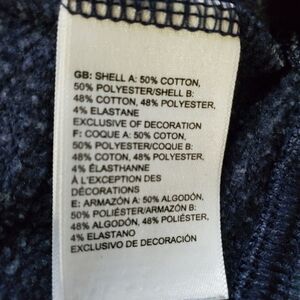 GB: SHELL A: 50% COTTON,
50% POLYESTER/SHELL B:
48% COTTON, 48% POLYESTER,
4% ELASTANE
EXCLUSIVE OF DECORATION
F: COQUE A: 50% COTON,
50% POLYESTER/COQUE B:
48% COTON, 48% POLYESTER,
4% ÉLASTHANNE
À L'EXCEPTION DES
DÉCORATIONS
E: ARMAZÓN A: 50% ALGODÓN,
50% POLIÉSTER/ARMAZÓN B:
48% ALGODÓN, 48% POLIÉSTER,
4% ELASTANO
EXCLUSIVO DE DECORACIÓN